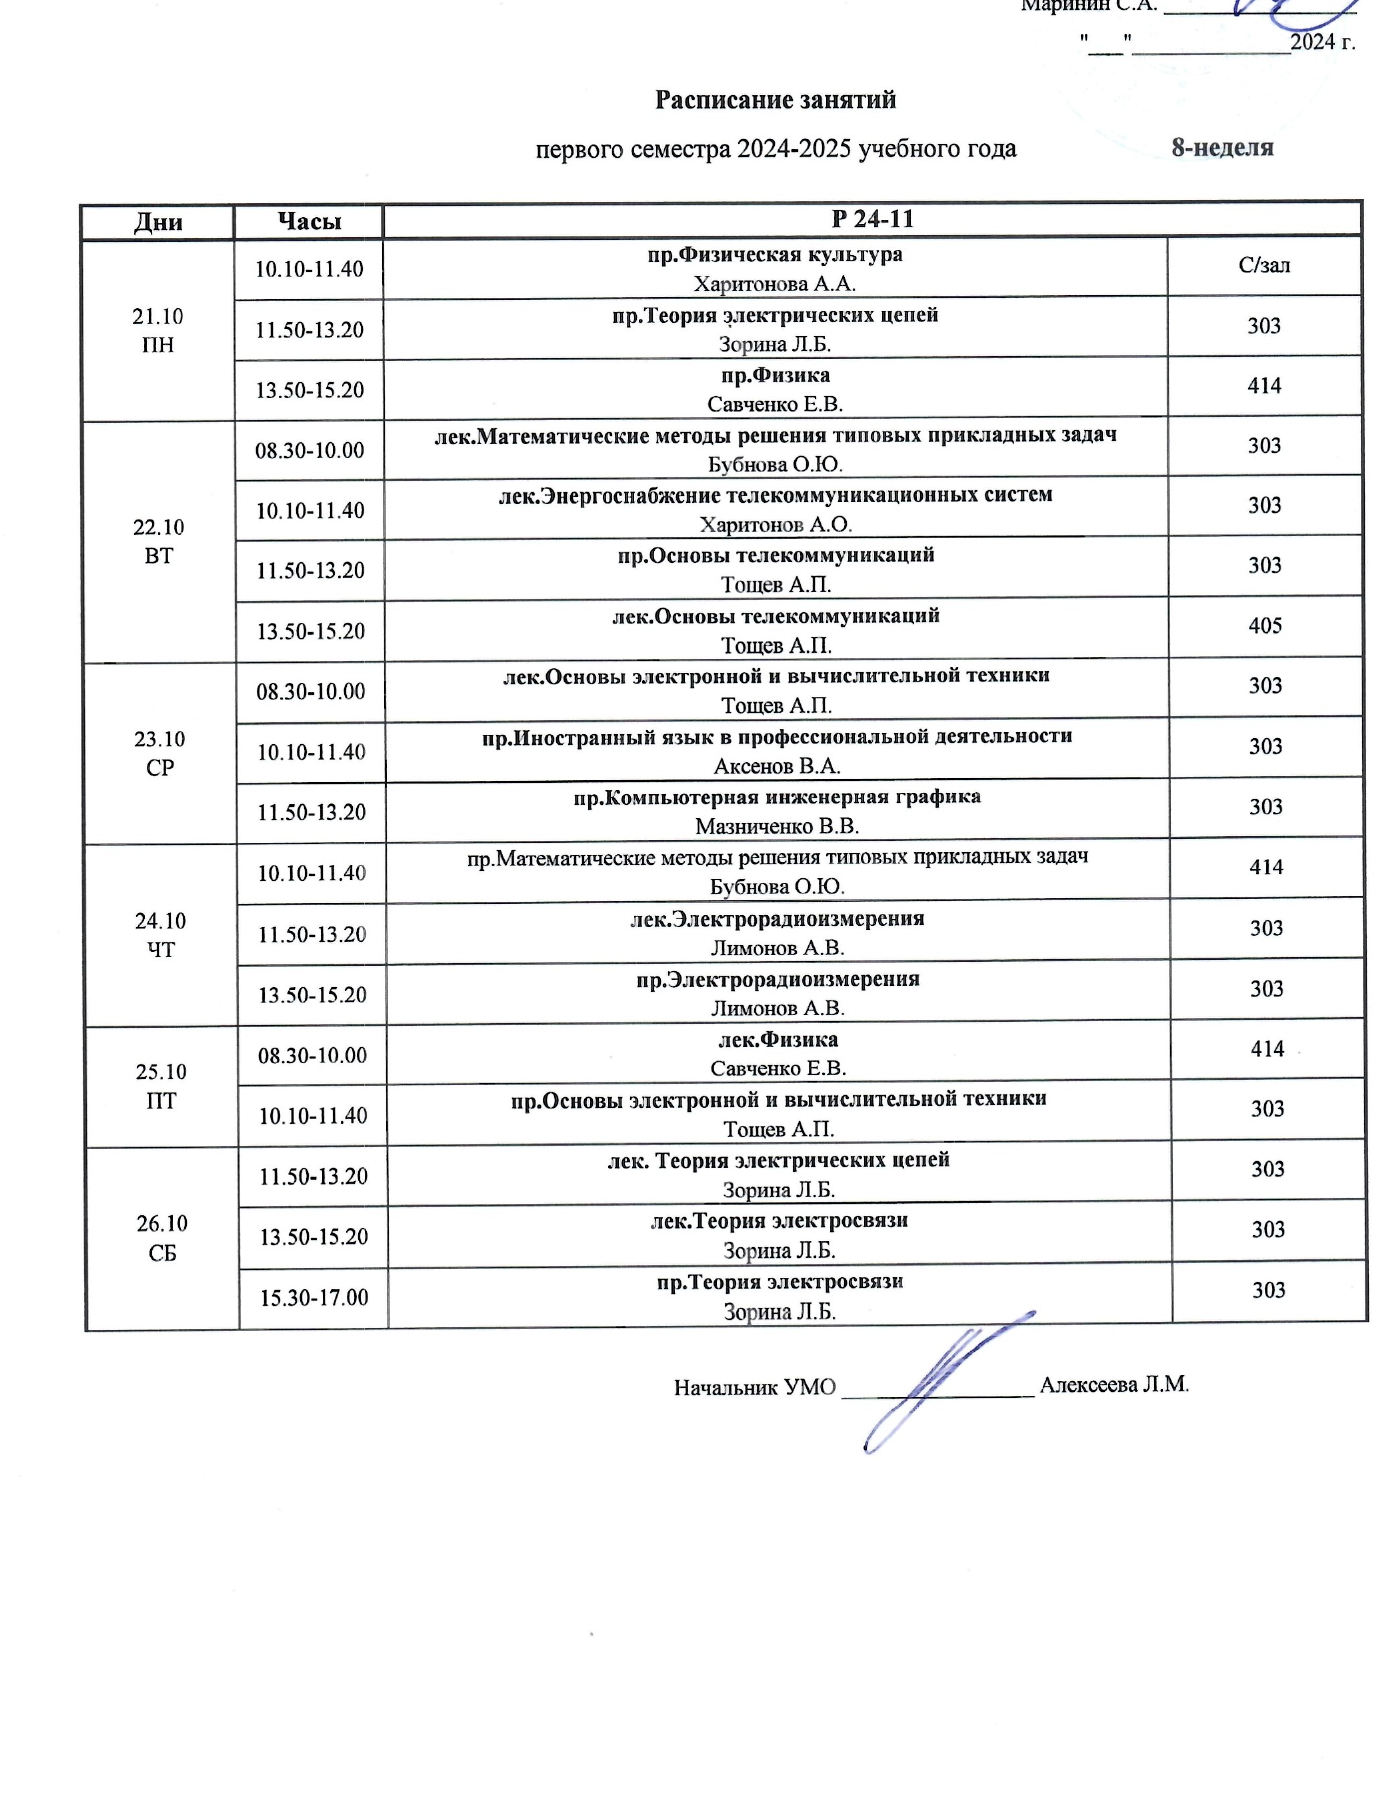 Маринин С.А.
"___"______________2024 г.
Расписание занятий
первого семестра 2024-2025 учебного года 8-неделя
Дни Часы Р 24-11
21.10
ПН
10.10-11.40
пр.Физическая культура
Харитонова А.А.
С/зал
11.50-13.20
пр.Теория электрических цепей
Зорина Л.Б.
303
13.50-15.20
пр.Физика
Савченко Е.В.
414
22.10
ВТ
08.30-10.00
лек.Математические методы решения типовых прикладных задач
Бубнова О.Ю.
303
10.10-11.40
лек.Энергоснабжение телекоммуникационных систем
Харитонов А.О.
303
11.50-13.20
пр.Основы телекоммуникаций
Тощев А.П.
303
13.50-15.20
лек.Основы телекоммуникаций
Тощев А.П.
405
23.10
СР
08.30-10.00
лек.Основы электронной и вычислительной техники
Тощев А.П.
303
10.10-11.40
пр.Иностранный язык в профессиональной деятельности
Аксенов В.А.
303
11.50-13.20
пр.Компьютерная инженерная графика
Мазниченко В.В.
303
24.10
ЧТ
10.10-11.40
пр.Математические методы решения типовых прикладных задач
Бубнова О.Ю.
414
11.50-13.20
лек.Электрорадиоизмерения
Лимонов А.В.
303
13.50-15.20
пр.Электрорадиоизмерения
Лимонов А.В.
303
25.10
ПТ
08.30-10.00
лек.Физика
Савченко Е.В.
414
10.10-11.40
пр.Основы электронной и вычислительной техники
Тощев А.П.
303
26.10
СБ
11.50-13.20
лек. Теория электрических цепей
Зорина Л.Б.
303
13.50-15.20
лек.Теория электросвязи
Зорина Л.Б.
303
15.30-17.00
пр.Теория электросвязи
Зорина Л.Б.
303
Начальник УМО _________________ Алексеева Л.М.